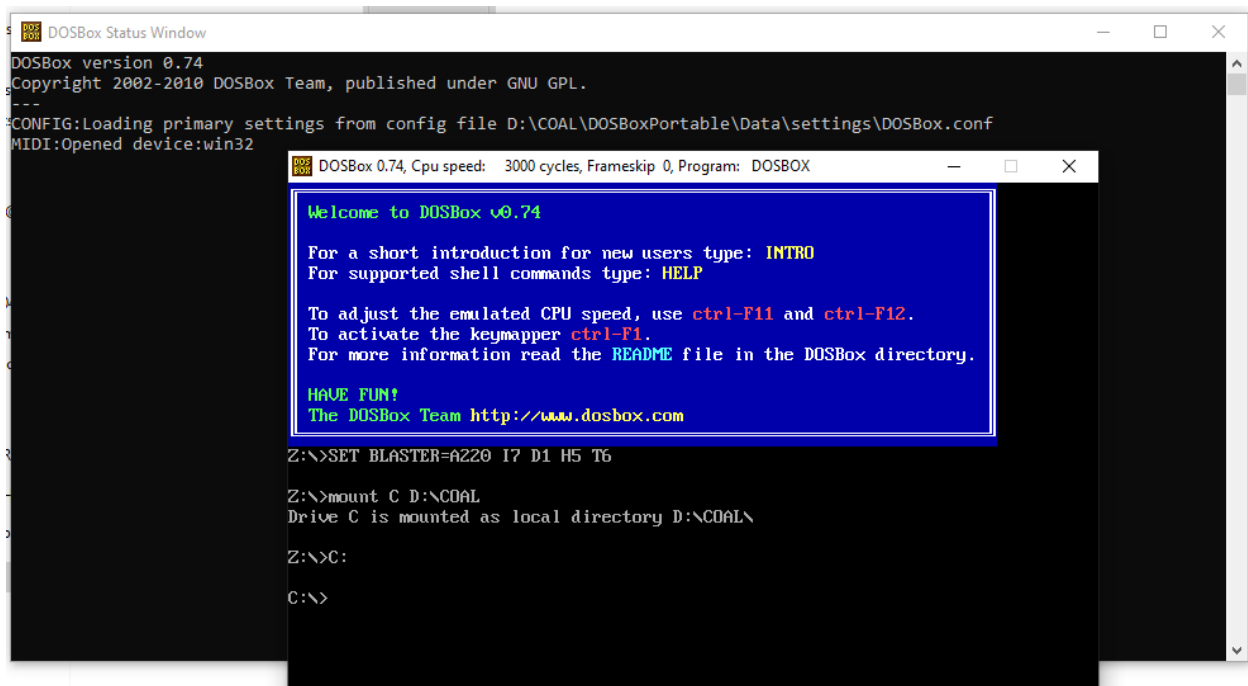 DOSBox Status Window
DOSBox version 0.74
Copyright 2002-2010 DOSBox Team, published under GNU GPL.
---
CONFIG:Loading primary settings from config file D:\COAL\DOSBoxPortable\Data\settings\DOSBox.conf
MIDI:Opened device:win32
DOSBox 0.74, Cpu speed: 3000 cycles, Frameskip 0, Program: DOSBOX
Welcome to DOSBox v0.74
For a short introduction for new users type: INTRO
For supported shell commands type: HELP
To adjust the emulated CPU speed, use ctrl-F11 and ctrl-F12.
To activate the keymapper ctrl-F1.
For more information read the README file in the DOSBox directory.
HAVE FUN!
The DOSBox Team http://www.dosbox.com
Z:\>SET BLASTER=A220 I7 D1 H5 T6
Z:\>mount C D:\COAL
Drive C is mounted as local directory D:\COAL\
Z:\>C:
C:\>